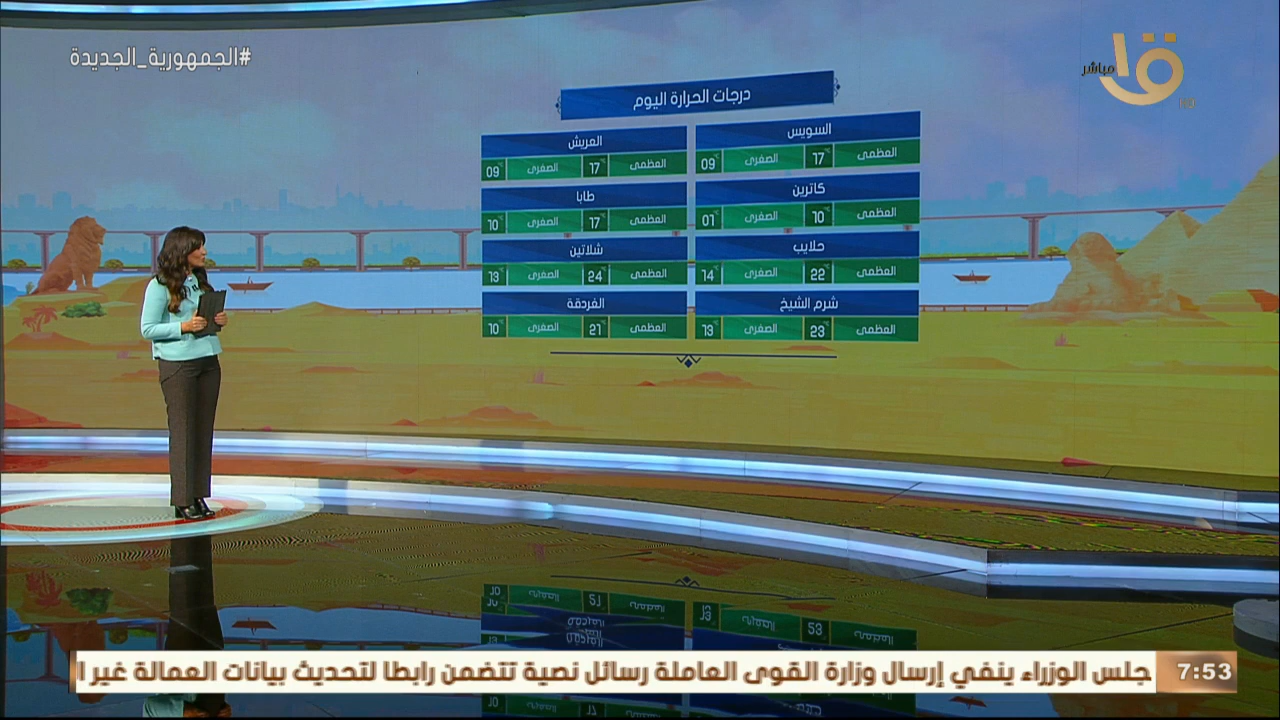 #الجمهورية_الجديدة
مباشر
درجات الحرارة اليوم
السويس
العظمى 17 الصغرى 09
العريش
العظمى 17 الصغرى 09
كاترين
العظمى 10 الصغرى 01
طابا
العظمى 17 الصغرى 10
حلايب
العظمى 22 الصغرى 14
شلاتين
العظمى 24 الصغرى 13
شرم الشيخ
العظمى 23 الصغرى 13
الغردقة
العظمى 21 الصغرى 10
7:53
جلس الوزراء ينفي إرسال وزارة القوى العاملة رسائل نصية تتضمن رابطا لتحديث بيانات العمالة غير ا